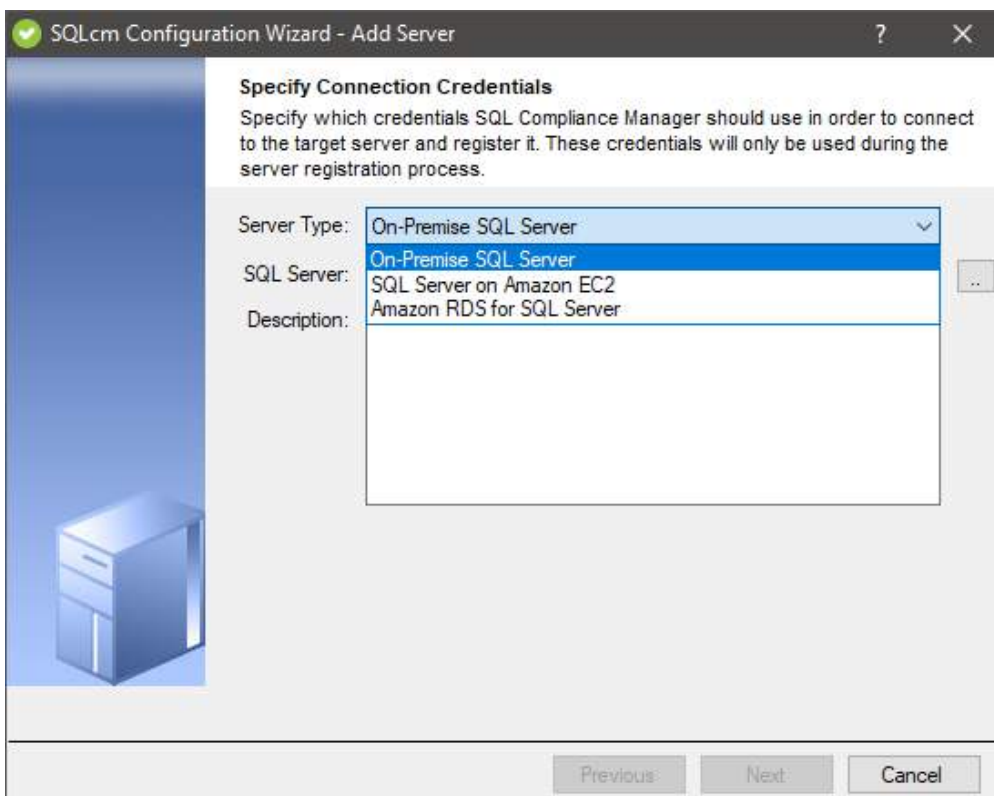 SQLcm Configuration Wizard - Add Server ?
Specify Connection Credentials
Specify which credentials SQL Compliance Manager should use in order to connect
to the target server and register it. These credentials will only be used during the
server registration process.
Server Type: On-Premise SQL Server
On-Premise SQL Server
SQL Server:
SQL Server on Amazon EC2
..
Amazon RDS for SQL Server
Description:
Previous Next Cancel